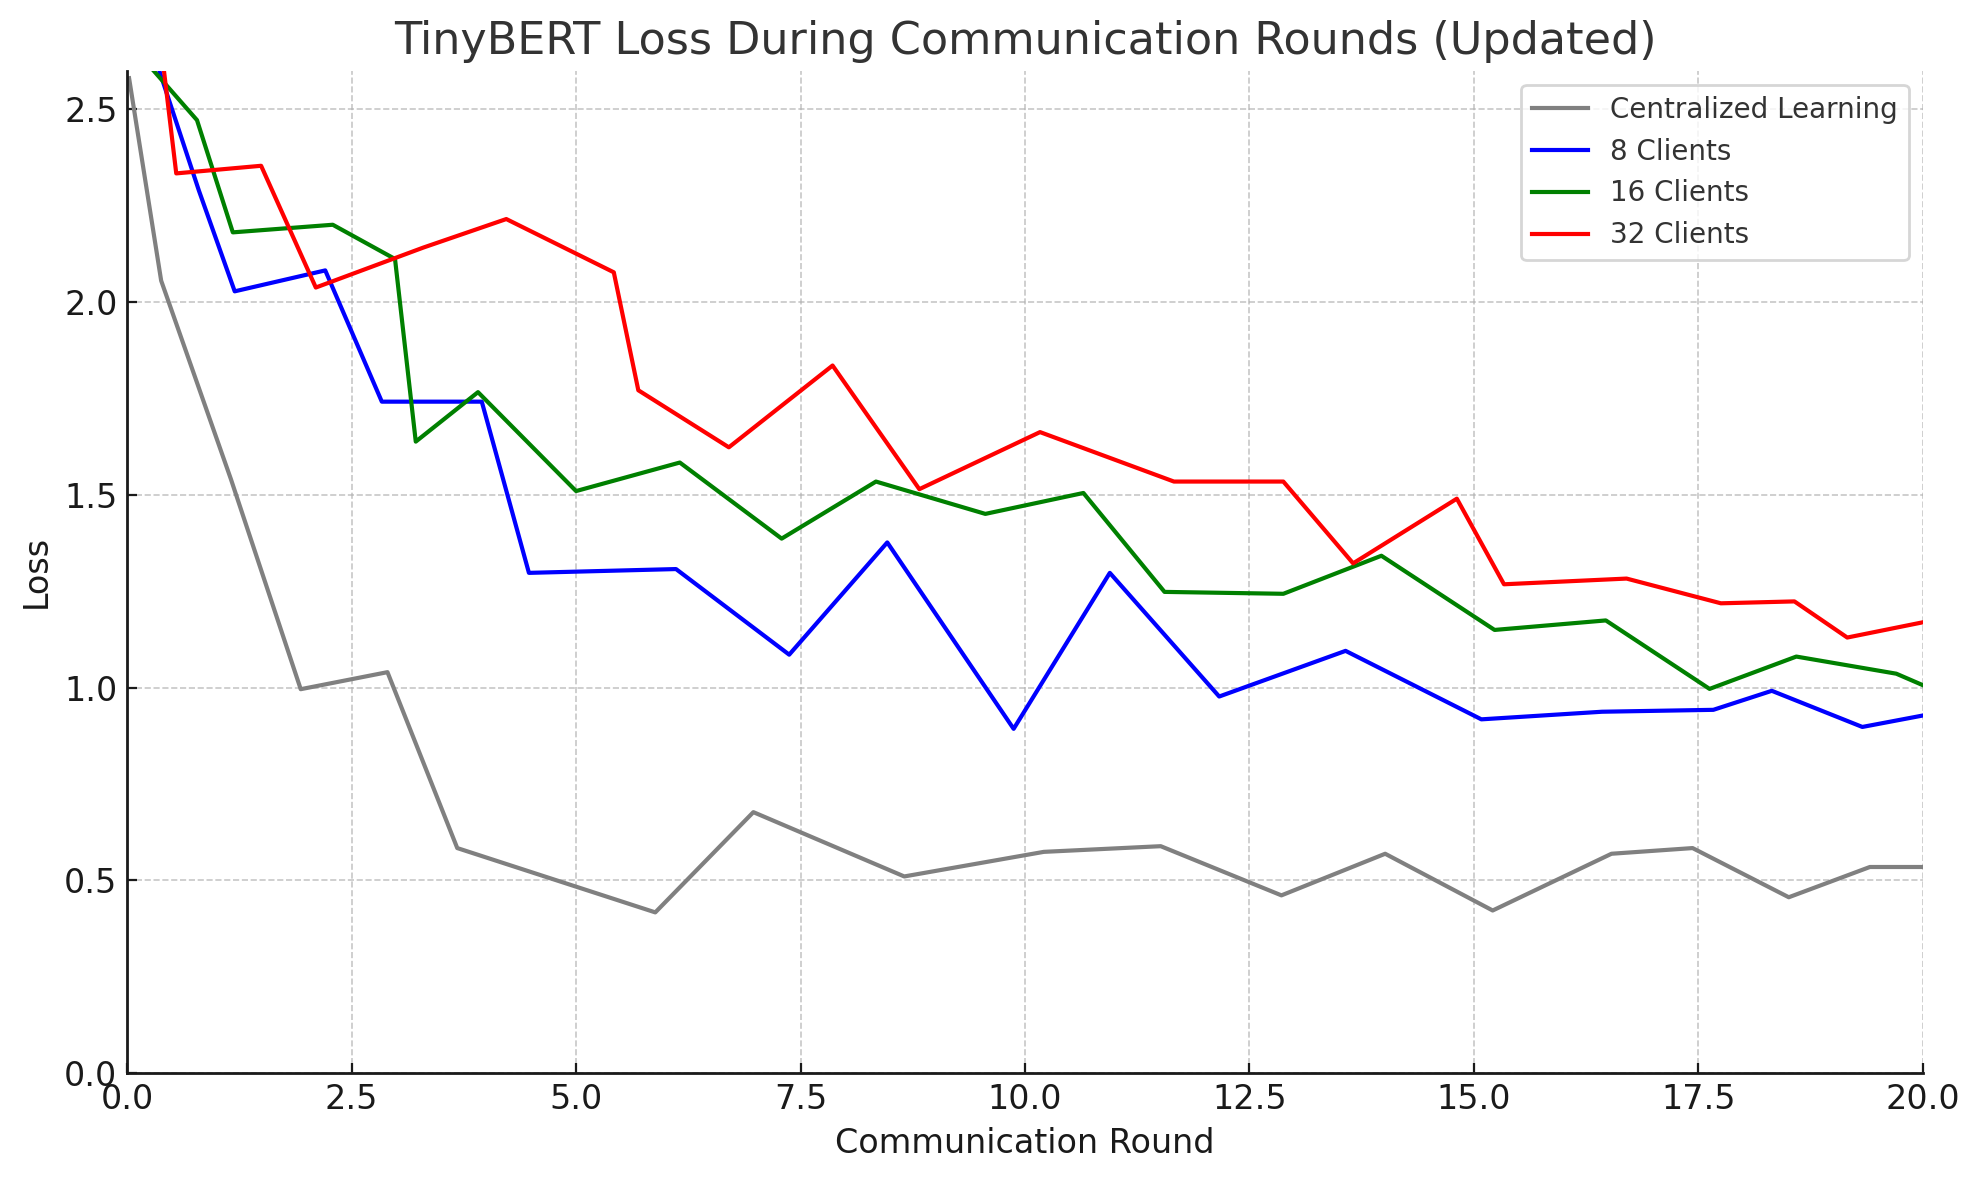 TinyBERT Loss During Communication Rounds (Updated)
Centralized Learning
8 Clients
16 Clients
32 Clients
Loss
2.5
2.0
1.5
1.0
0.5
0.0
0.0 2.5 5.0 7.5 10.0 12.5 15.0 17.5 20.0
Communication Round